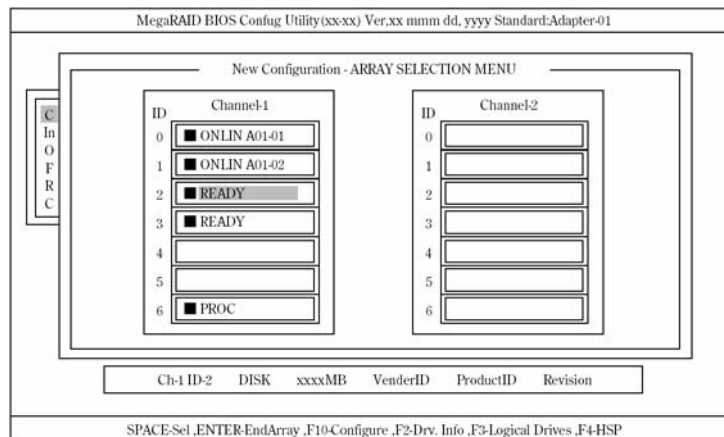 MegaRAID BIOS Confug Utility(xx-xx) Ver,xx mmm dd, yyyy Standard:Adapter-01
New Configuration - ARRAY SELECTION MENU
Channel-1
Channel-2
ID
ID
C
In
O
F
R
C
0 ■ ONLIN A01-01
1 ■ ONLIN A01-02
2 ■ READY
3 ■ READY
4
5
6 ■ PROC
0
1
2
3
4
5
6
Ch-1 ID-2 DISK xxxxMB VenderID ProductID Revision
SPACE-Sel ,ENTER-EndArray ,F10-Configure ,F2-Drv. Info ,F3-Logical Drives ,F4-HSP